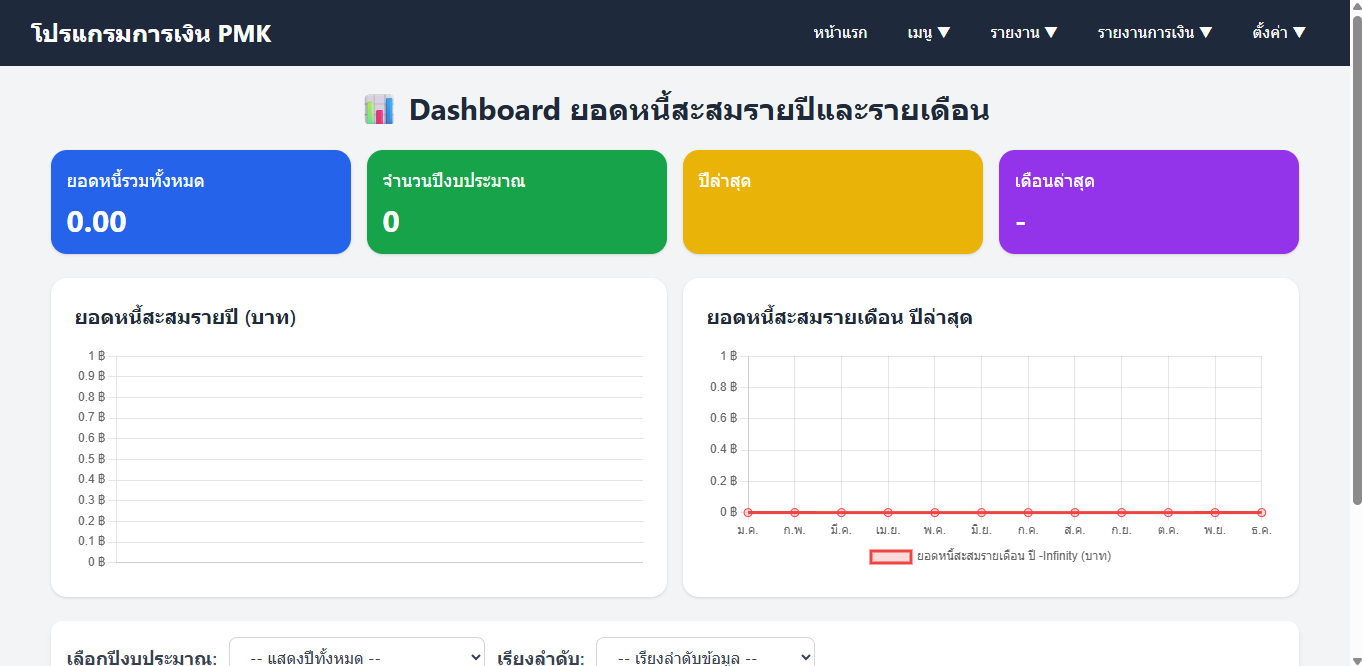 โปรแกรมการเงิน PMK
หน้าแรก เมนู ▼ รายงาน ▼ รายงานการเงิน ▼ ตั้งค่า ▼
📊 Dashboard ยอดหนี้สะสมรายปีและรายเดือน
ยอดหนี้รวมทั้งหมด
0.00
จำนวนปีงบประมาณ
0
ปีล่าสุด
เดือนล่าสุด
-
ยอดหนี้สะสมรายปี (บาท)
1 ฿
0.9 ฿
0.8 ฿
0.7 ฿
0.6 ฿
0.5 ฿
0.4 ฿
0.3 ฿
0.2 ฿
0.1 ฿
0 ฿
ยอดหนี้สะสมรายเดือน ปีล่าสุด
1 ฿
0.8 ฿
0.6 ฿
0.4 ฿
0.2 ฿
0 ฿
ม.ค. ก.พ. มี.ค. เม.ย. พ.ค. มิ.ย. ก.ค. ส.ค. ก.ย. ต.ค. พ.ย. ธ.ค.
ยอดหนี้สะสมรายเดือน ปี -Infinity (บาท)
เลือกปีงบประมาณ: -- แสดงปีทั้งหมด -- เรียงลำดับ: -- เรียงลำดับข้อมูล --